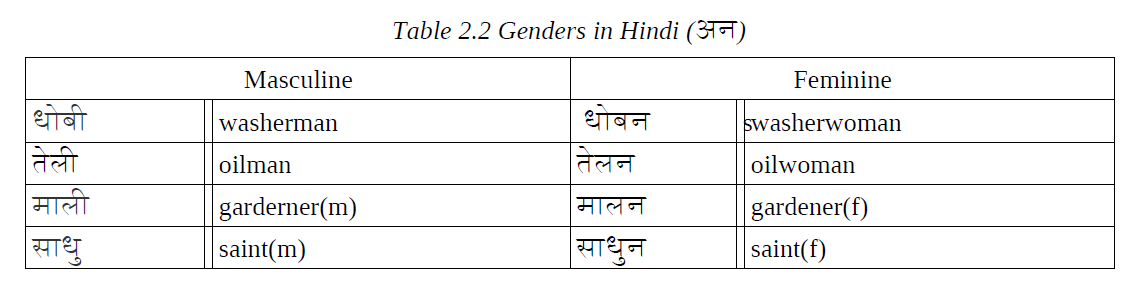 Table 2.2 Genders in Hindi (अन)
Masculine Feminine
धोबी washerman धोबन swasherwoman
तेली oilman तेलन oilwoman
माली garderner(m) मालन gardener(f)
साधु saint(m) साधुन saint(f)